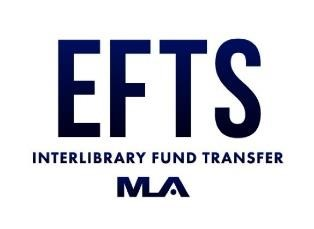 EFTS
INTERLIBRARY FUND TRANSFER
MLA